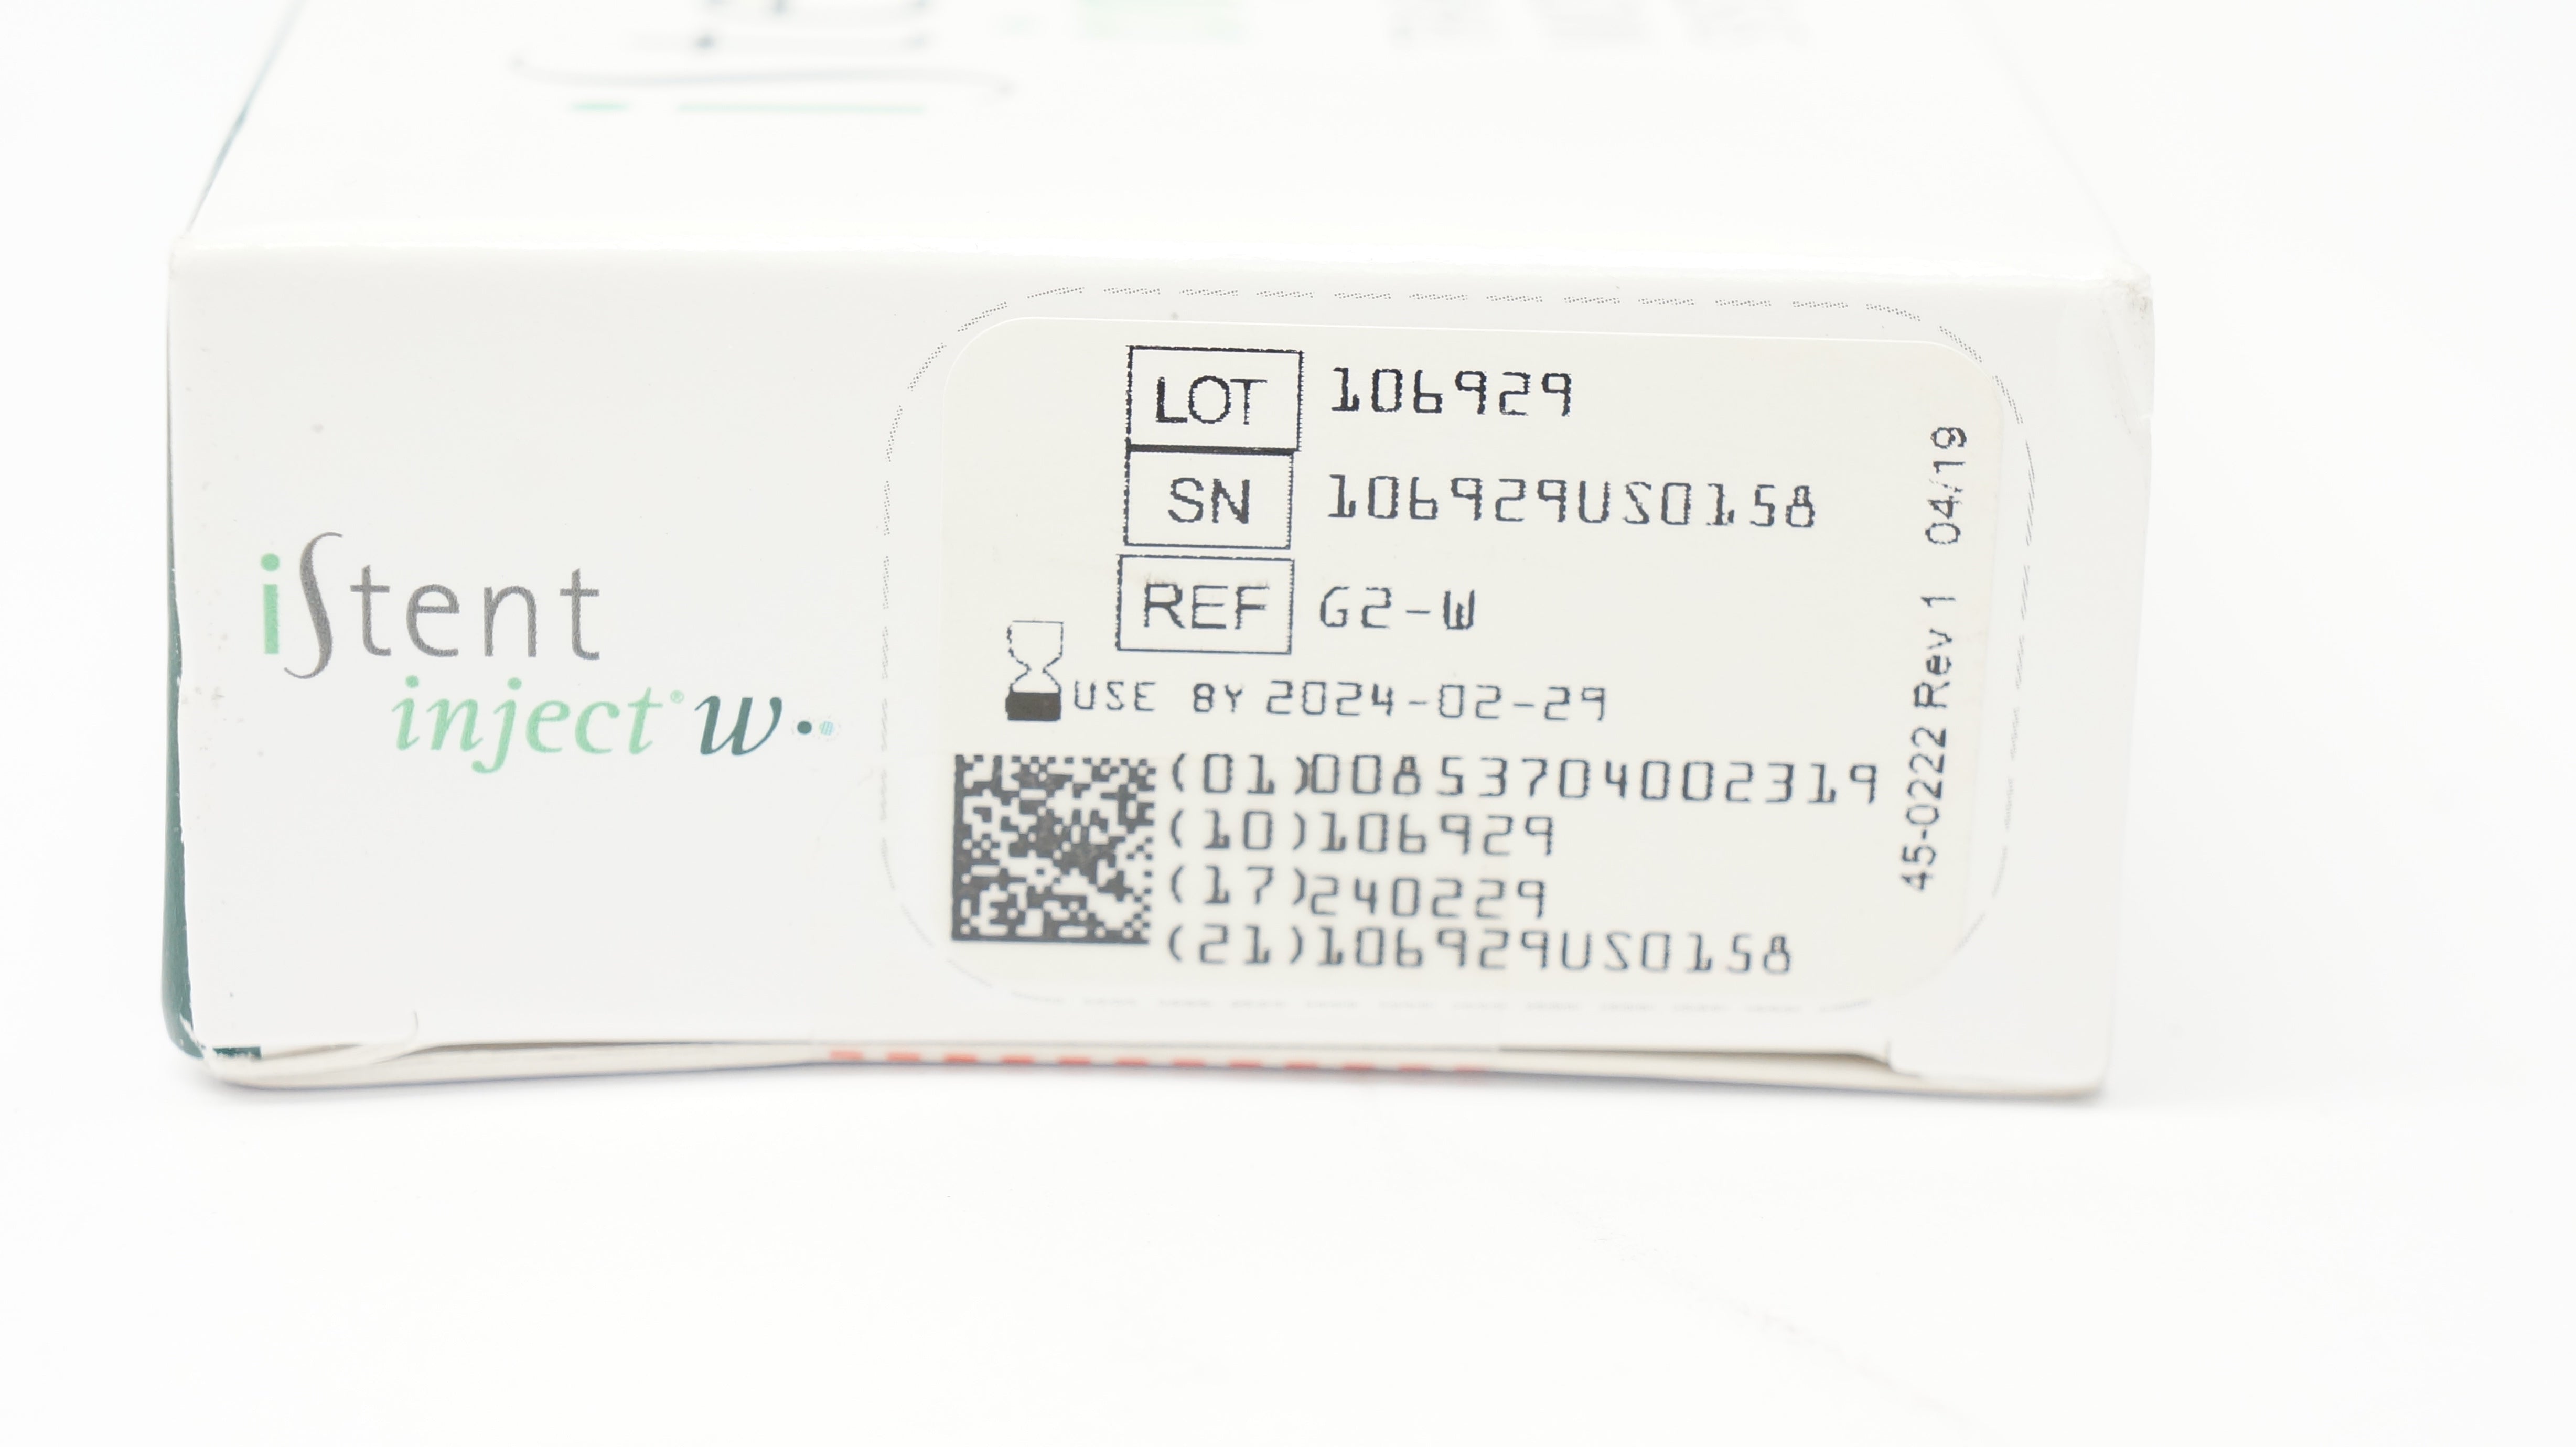 iStent
inject® W
LOT 106929
SN 106929US0158
REF G2-W
USE BY 2024-02-29
(01)00853704002319
(10)106929
(17)240229
(21)106929US0158
45-0222 Rev 1 04/19